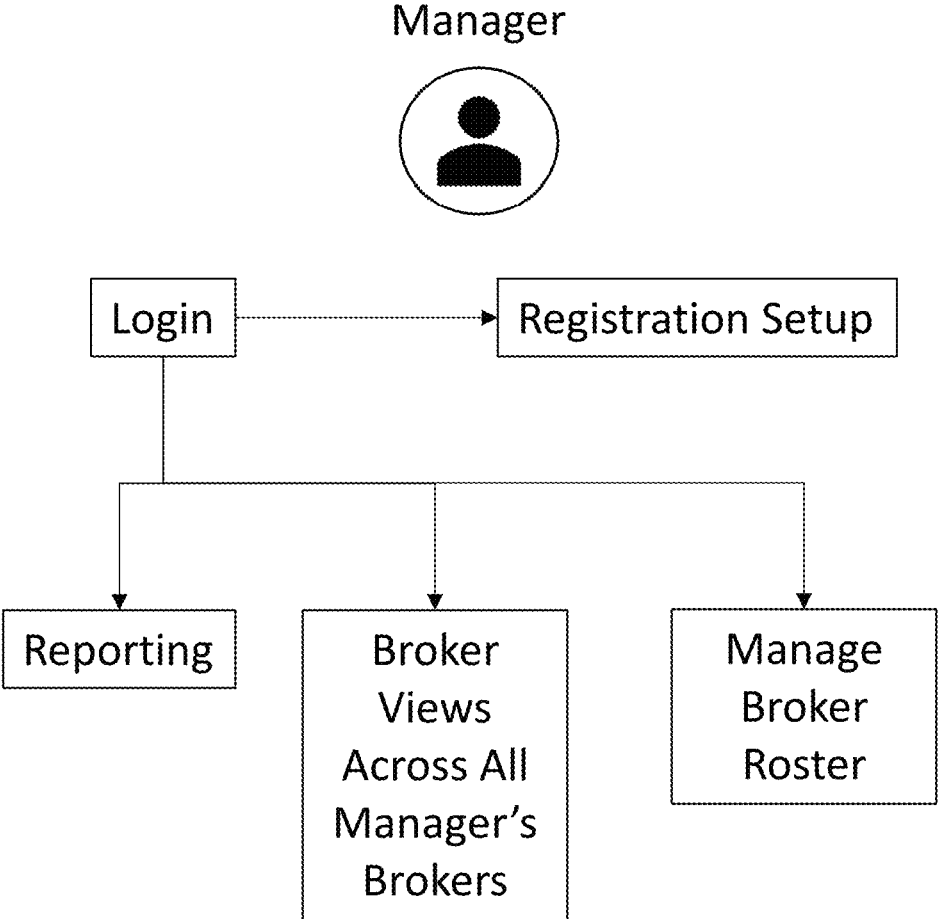 Manager
Login
Registration Setup
Reporting
Broker
Views
Across All
Manager’s
Brokers
Manage
Broker
Roster